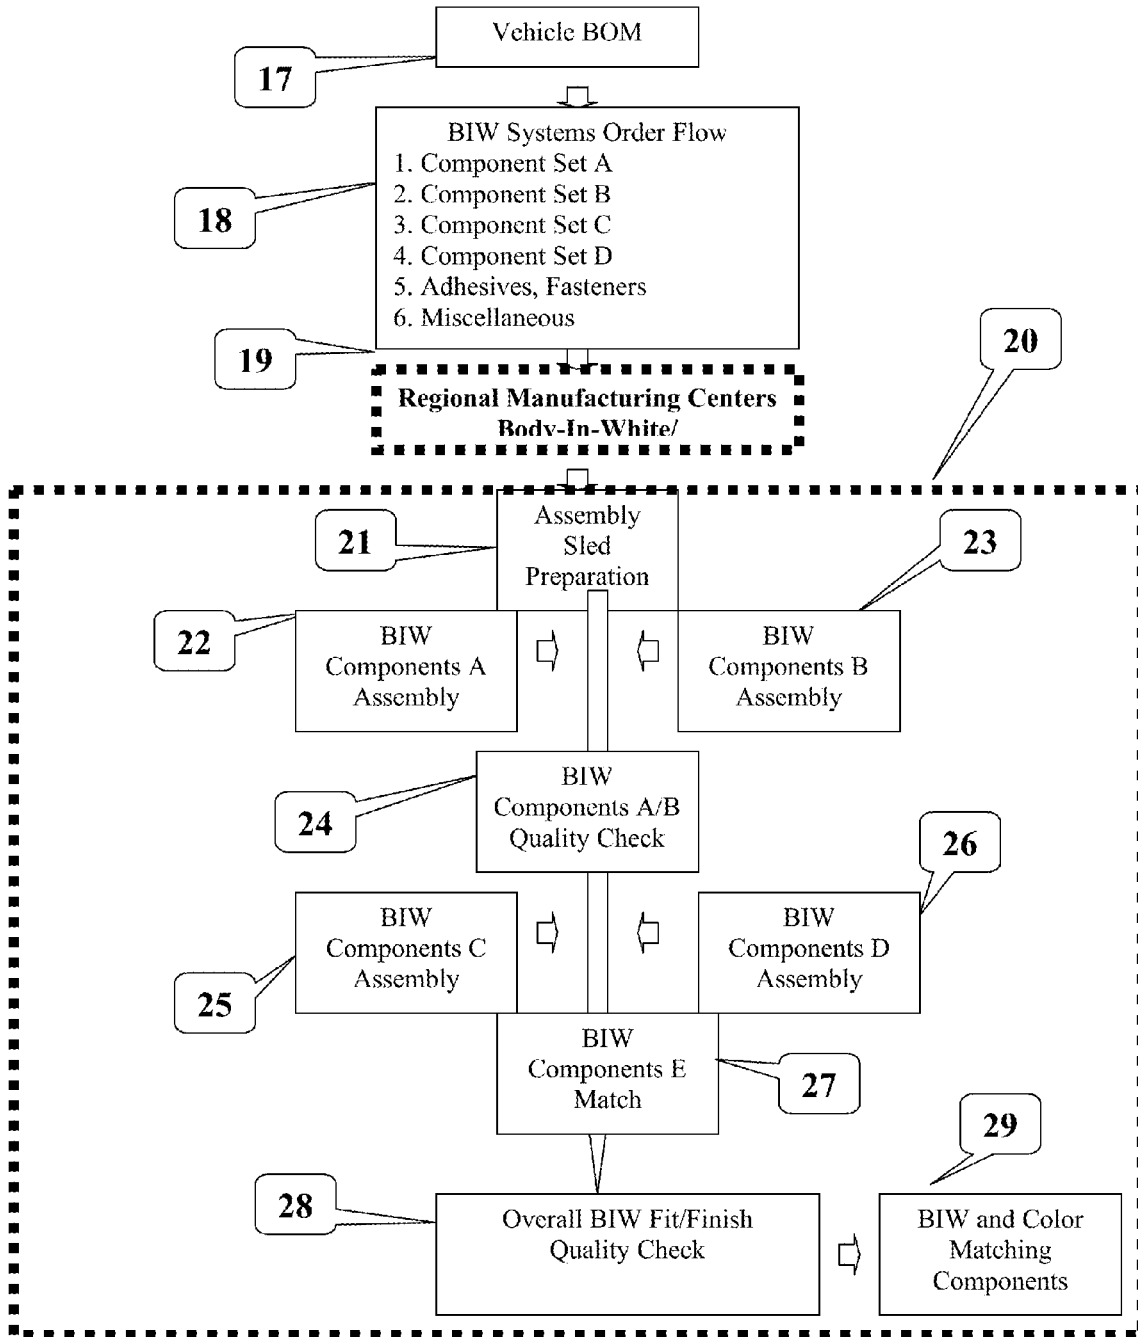 Vehicle BOM
17
BIW Systems Order Flow
1. Component Set A
2. Component Set B
3. Component Set C
4. Component Set D
5. Adhesives, Fasteners
6. Miscellaneous
18
19
20
Regional Manufacturing Centers
Body-In-White/
Assembly
Sled
Preparation
21
23
22
BIW
Components A
Assembly
BIW
Components B
Assembly
BIW
Components A/B
Quality Check
24
26
BIW
Components C
Assembly
BIW
Components D
Assembly
25
BIW
Components E
Match
27
29
28
Overall BIW Fit/Finish
Quality Check
BIW and Color
Matching
Components